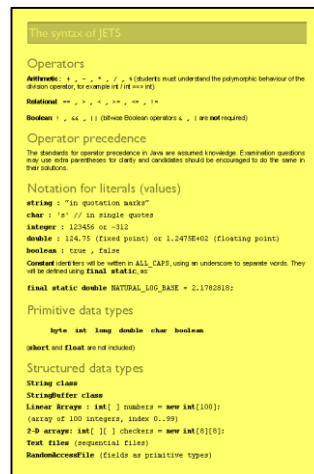 The syntax of JETS
Operators
Arithmetic: + , - , * , / , % (students must understand the polymorphic behaviour of the
division operator, for example int / int ==> int)
Relational: == , > , < , >= , <= , !=
Boolean: ! , && , || (bitwise Boolean operators & , | are not required)
Operator precedence
The standards for operator precedence in Java are assumed knowledge. Examination questions
may use extra parentheses for clarity and candidates should be encouraged to do the same in
their solutions.
Notation for literals (values)
string : "in quotation marks"
char : 's' // in single quotes
integer : 123456 or -312
double : 124.75 (fixed point) or 1.2475E+02 (floating point)
boolean : true , false
Constant identifiers will be written in ALL_CAPS, using an underscore to separate words. They
will be defined using final static, as
final static double NATURAL_LOG_BASE = 2.1782818;
Primitive data types
byte int long double char boolean
(short and float are not included)
Structured data types
String class
StringBuffer class
Linear Arrays : int[ ] numbers = new int[100];
(array of 100 integers, index 0..99)
2-D arrays: int[ ][ ] checkers = new int[8][8];
Text files (sequential files)
RandomAccessFile (fields as primitive types)